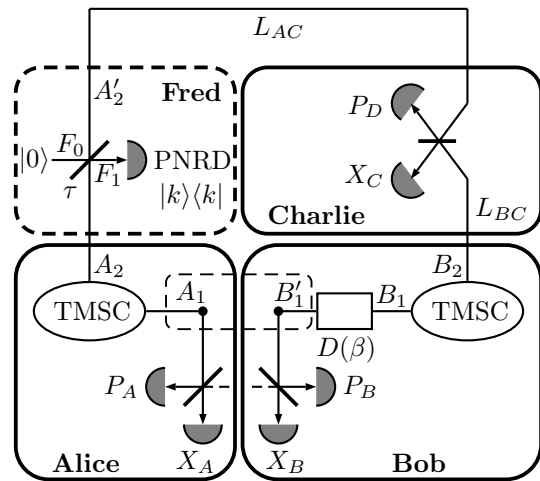 L_{AC}
A'_2
Fred
P_D
|0⟩
F_0
F_1
PNRD
τ
|k⟩⟨k|
X_C
Charlie
L_{BC}
A_2
B_2
TMSC
A_1
B'_1
B_1
TMSC
D(β)
P_A
P_B
X_A
X_B
Alice
Bob